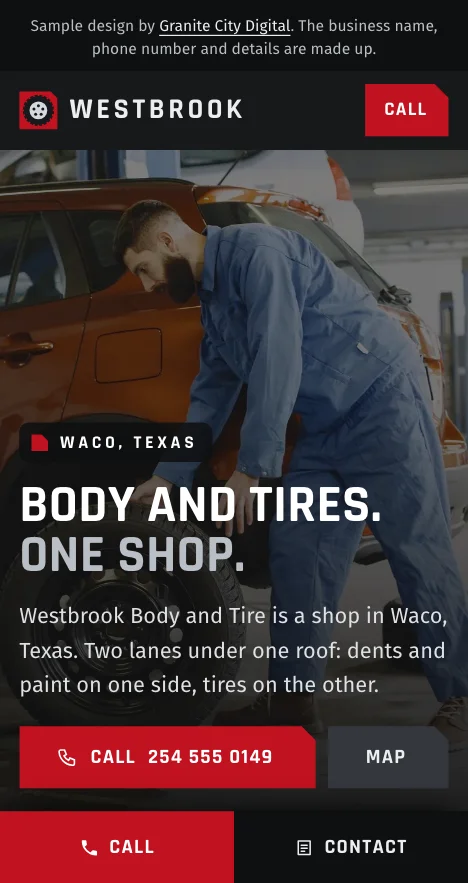 Sample design by Granite City Digital. The business name,
phone number and details are made up.
WESTBROOK
CALL
WACO, TEXAS
BODY AND TIRES.
ONE SHOP.
Westbrook Body and Tire is a shop in Waco,
Texas. Two lanes under one roof: dents and
paint on one side, tires on the other.
CALL 254 555 0149
MAP
CALL
CONTACT